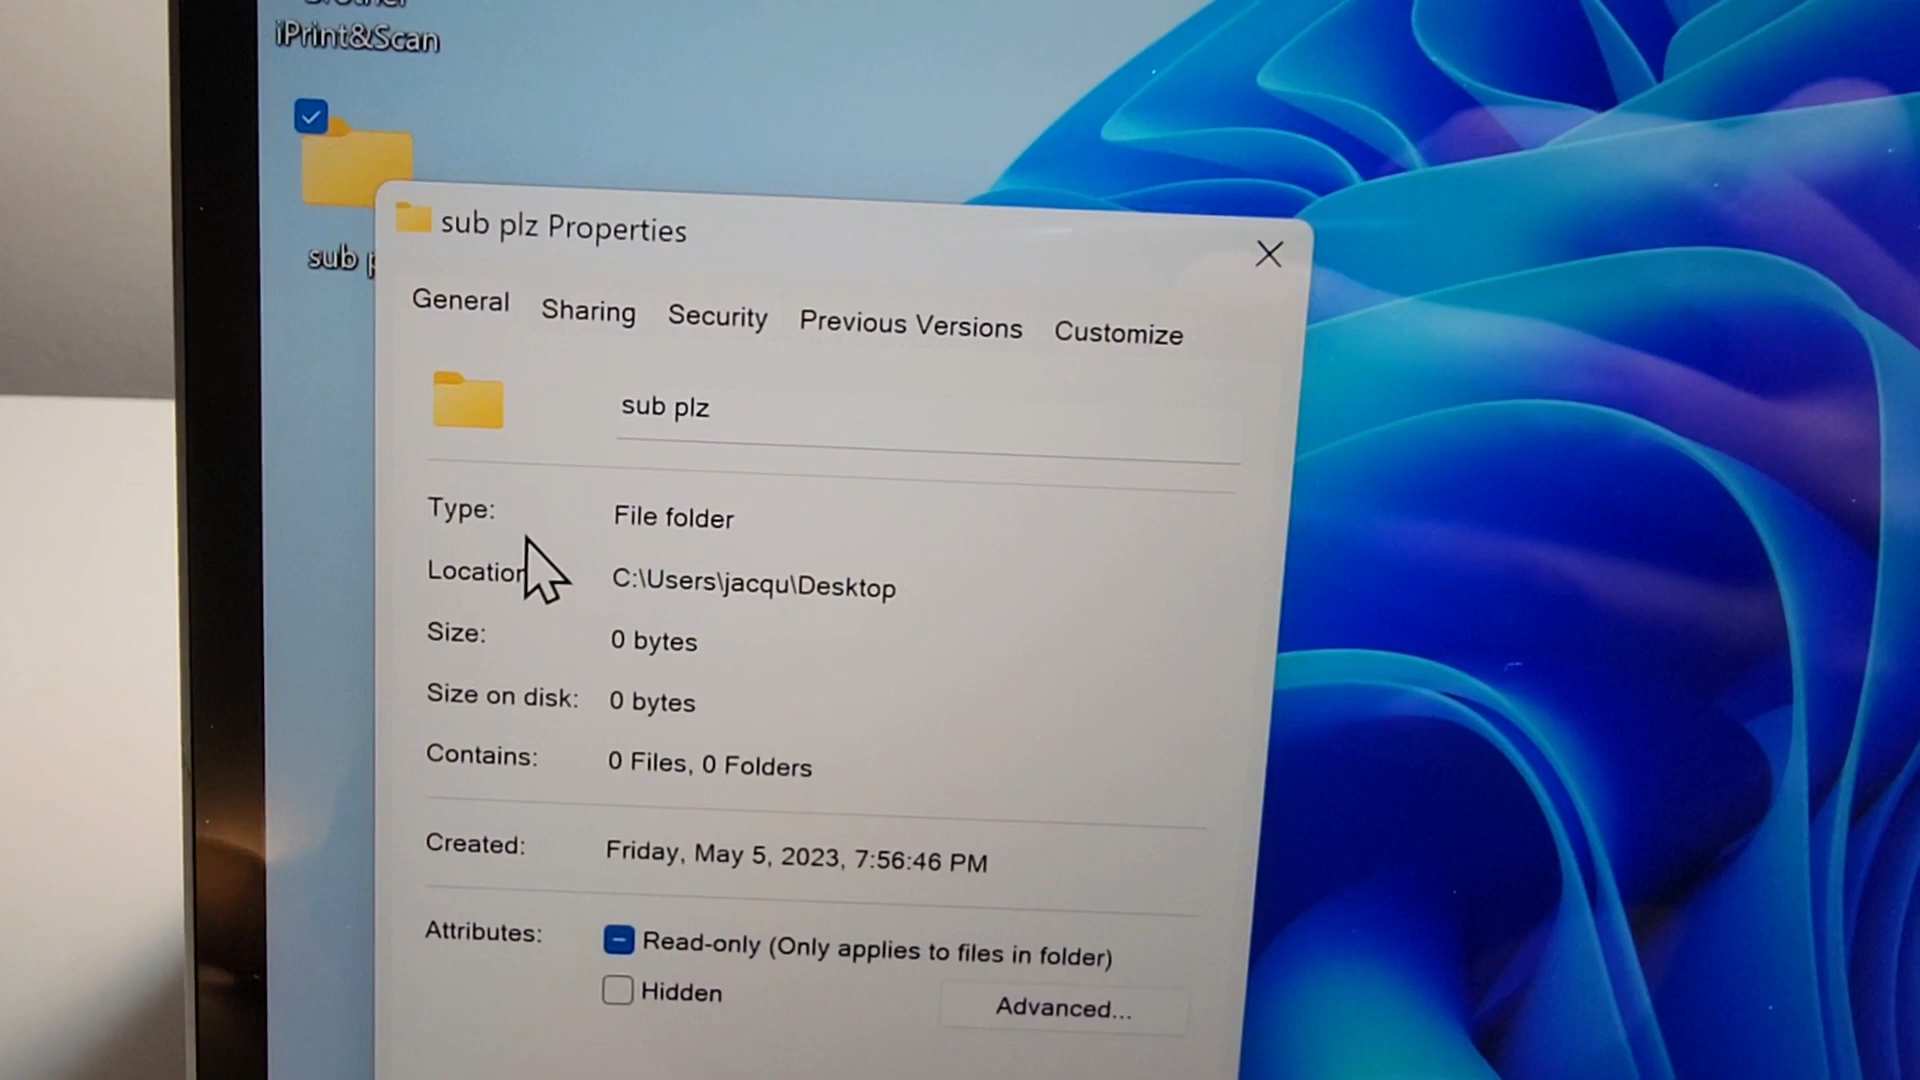 iPrint&Scan
sub
sub plz Properties
General Sharing Security Previous Versions Customize
sub plz
Type: File folder
Location C:\Users\jacqu\Desktop
Size: 0 bytes
Size on disk: 0 bytes
Contains: 0 Files, 0 Folders
Created: Friday, May 5, 2023, 7:56:46 PM
Attributes: Read-only (Only applies to files in folder)
Hidden Advanced...